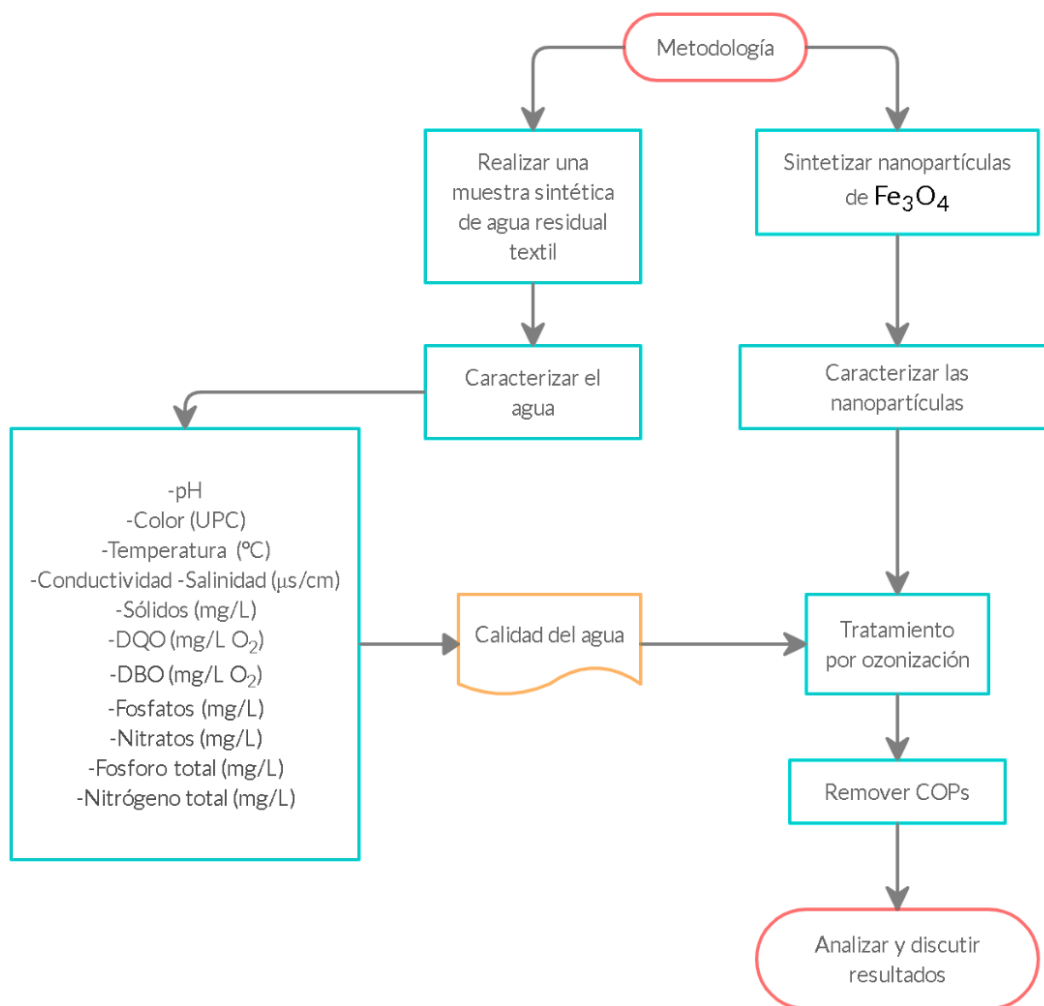 Metodología
Realizar una
muestra sintética
de agua residual
textil
Sintetizar nanopartículas
de Fe₃O₄
Caracterizar el
agua
Caracterizar las
nanopartículas
-pH
-Color (UPC)
-Temperatura (°C)
-Conductividad -Salinidad (μs/cm)
-Sólidos (mg/L)
-DQO (mg/L O₂)
-DBO (mg/L O₂)
-Fosfatos (mg/L)
-Nitratos (mg/L)
-Fosforo total (mg/L)
-Nitrógeno total (mg/L)
Calidad del agua
Tratamiento
por ozonización
Remover COPs
Analizar y discutir
resultados